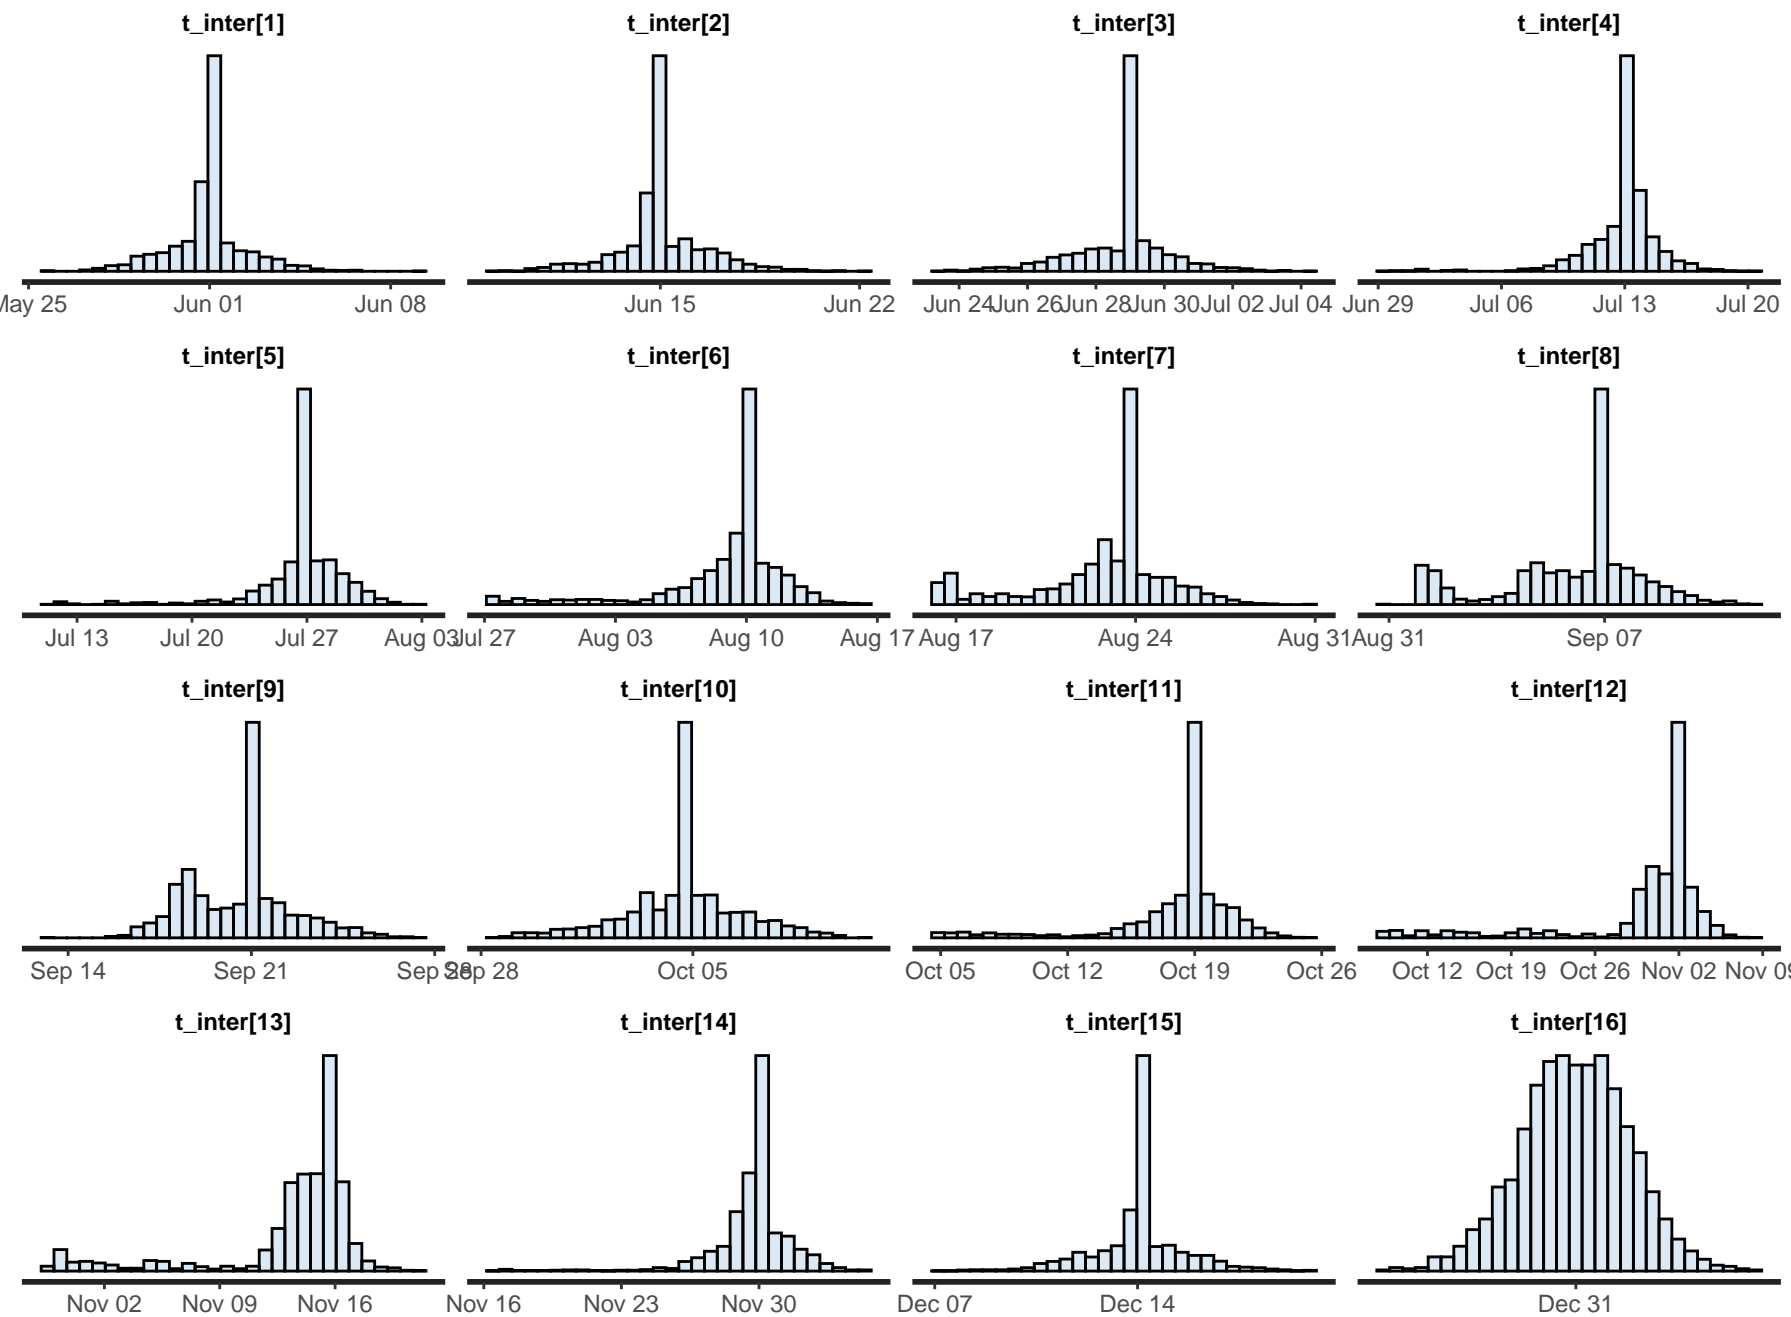 t_inter[1] t_inter[2] t_inter[3] t_inter[4]
May 25 Jun 01 Jun 08 Jun 15 Jun 22 Jun 24 Jun 26 Jun 28 Jun 30 Jul 02 Jul 04 Jun 29 Jul 06 Jul 13 Jul 20
t_inter[5] t_inter[6] t_inter[7] t_inter[8]
Jul 13 Jul 20 Jul 27 Aug 03 Jul 27 Aug 03 Aug 10 Aug 17 Aug 17 Aug 24 Aug 31 Aug 31 Sep 07
t_inter[9] t_inter[10] t_inter[11] t_inter[12]
Sep 14 Sep 21 Sep 28 Sep 28 Oct 05 Oct 05 Oct 12 Oct 19 Oct 26 Oct 12 Oct 19 Oct 26 Nov 02 Nov 09
t_inter[13] t_inter[14] t_inter[15] t_inter[16]
Nov 02 Nov 09 Nov 16 Nov 16 Nov 23 Nov 30 Dec 07 Dec 14 Dec 31